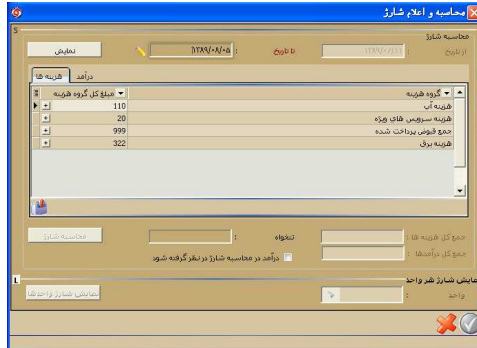 محاسبه و اعلام شارژ
محاسبه شارژ
از تاریخ :
تا تاریخ : ۱۳۸۹/۰۸/۰۵
نمایش
درآمد
هزینه ها
گروه هزینه
مبلغ کل گروه هزینه
هزینه آب 110
هزینه سرویس های ویژه 20
جمع قبوض پرداخت شده 999
هزینه برق 322
جمع کل هزینه ها :
تنخواه :
محاسبه شارژ
جمع کل درآمدها :
درآمد در محاسبه شارژ در نظر گرفته شود
مایش شارژ هر واحد
واحد :
نمایش شارژ واحدها